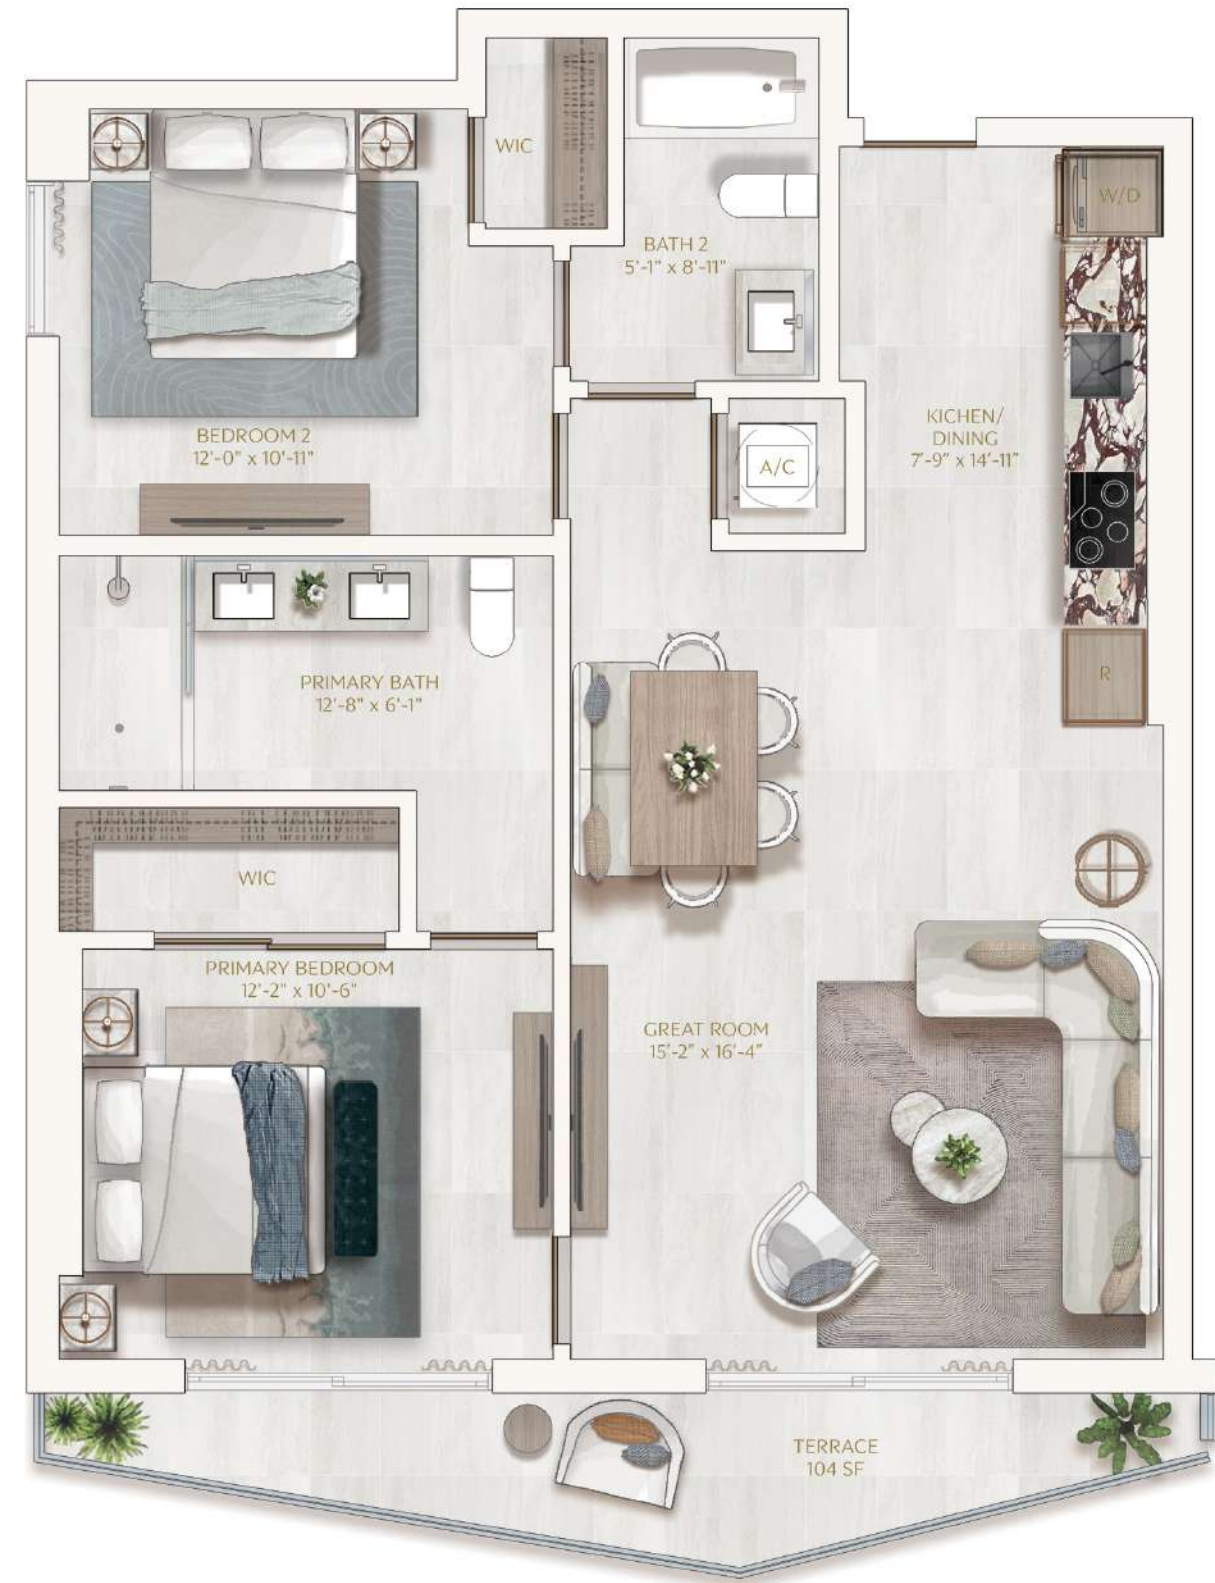 WIC
W/D
BATH 2
5'-1" x 8'-11"
BEDROOM 2
12'-0" x 10'-11"
A/C
KICHEN/
DINING
7'-9" x 14'-11"
PRIMARY BATH
12'-8" x 6'-1"
R
WIC
PRIMARY BEDROOM
12'-2" x 10'-6"
GREAT ROOM
15'-2" x 16'-4"
TERRACE
104 SF